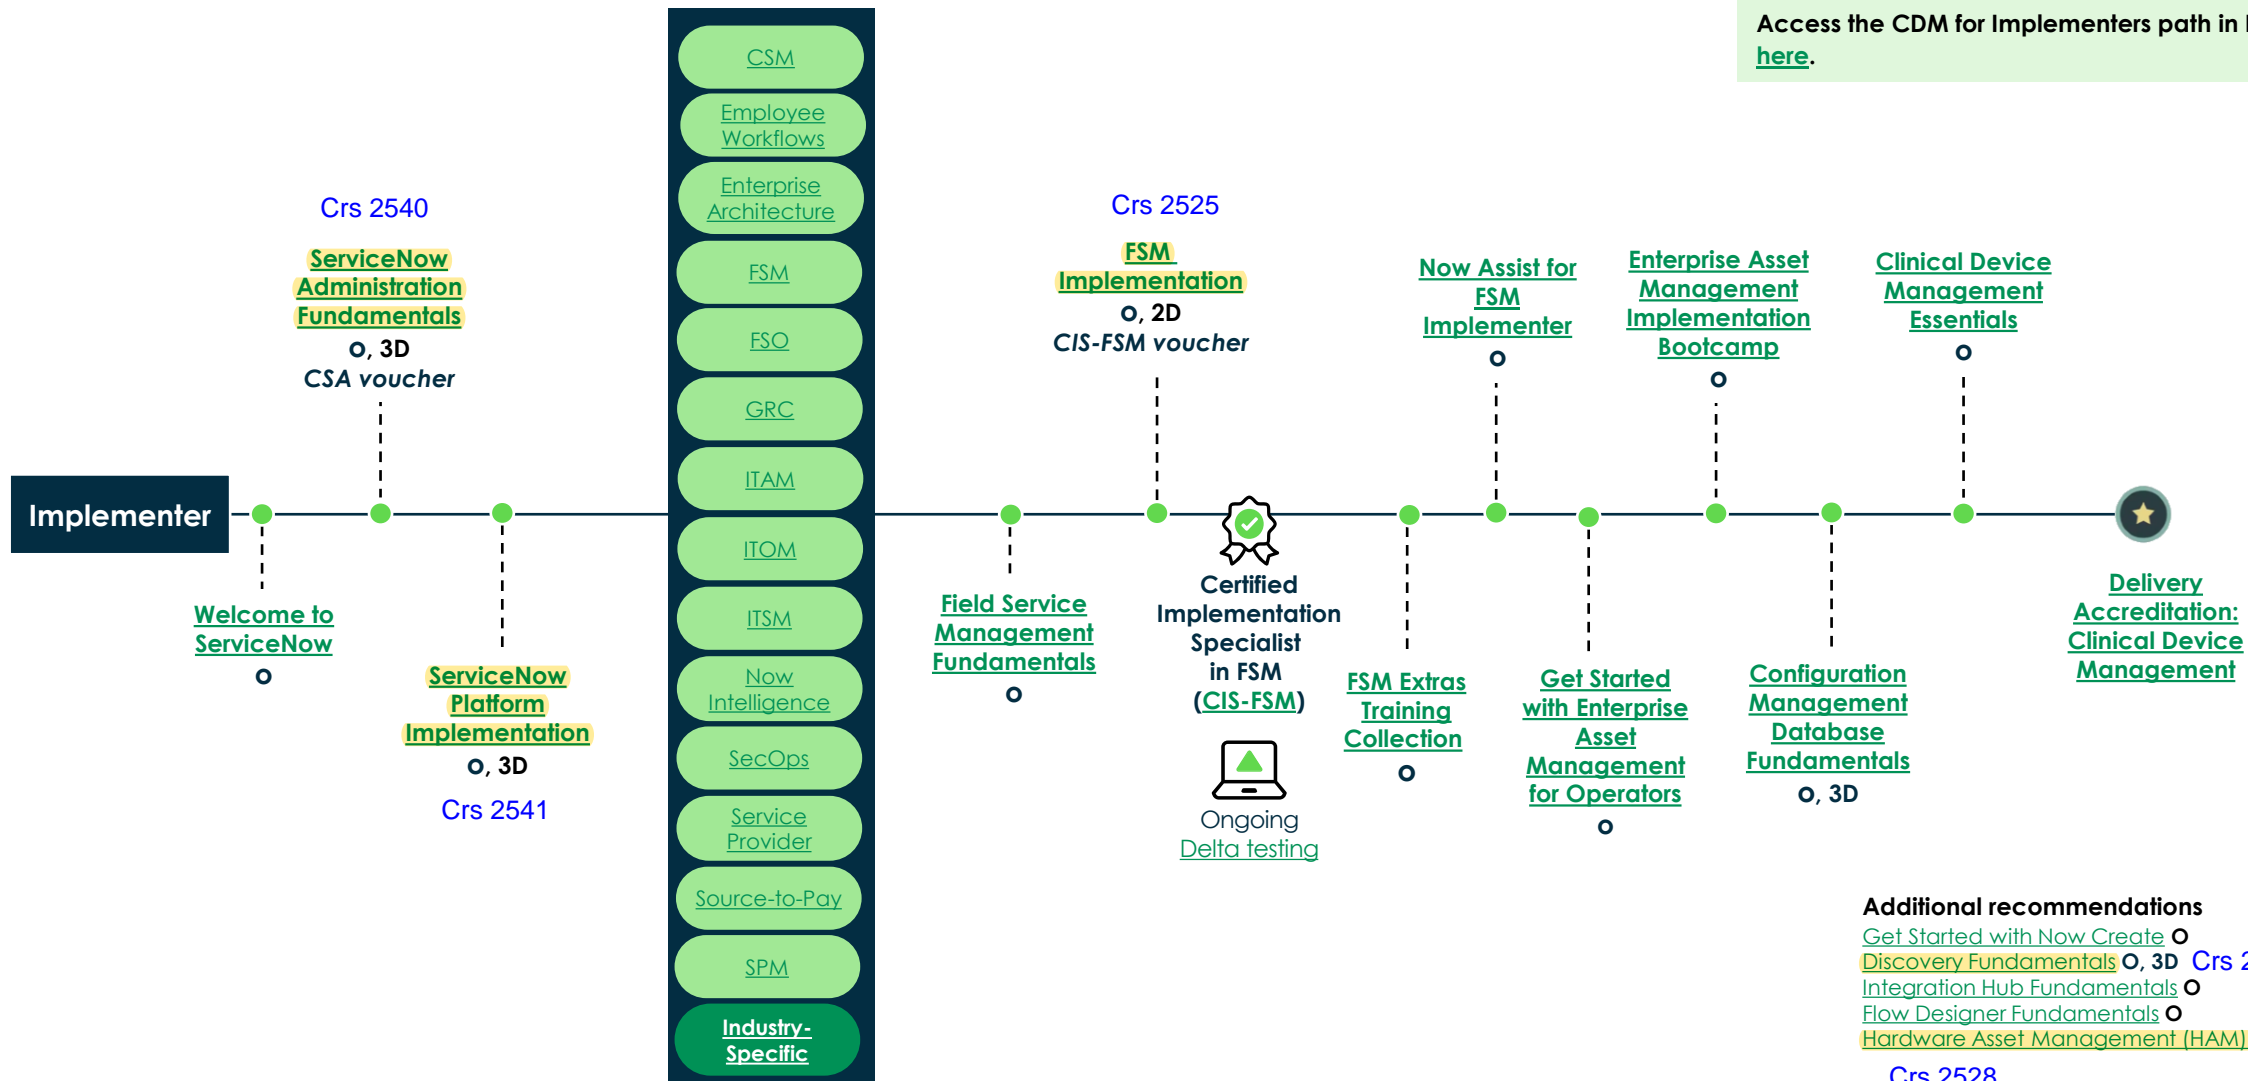 Access the CDM for Implementers path in
here.
CSM
Employee
Workflows
Enterprise
Architecture
FSM
FSO
GRC
ITAM
ITOM
ITSM
Now
Intelligence
SecOps
Service
Provider
Source-to-Pay
SPM
Industry-
Specific
Implementer
Welcome to
ServiceNow
O
Crs 2540
ServiceNow
Administration
Fundamentals
O, 3D
CSA voucher
ServiceNow
Platform
Implementation
O, 3D
Crs 2541
Field Service
Management
Fundamentals
O
Crs 2525
FSM
Implementation
O, 2D
CIS-FSM voucher
Certified
Implementation
Specialist
in FSM
(CIS-FSM)
Ongoing
Delta testing
FSM Extras
Training
Collection
O
Now Assist for
FSM
Implementer
O
Get Started
with Enterprise
Asset
Management
for Operators
O
Enterprise Asset
Management
Implementation
Bootcamp
O
Configuration
Management
Database
Fundamentals
O, 3D
Clinical Device
Management
Essentials
O
Delivery
Accreditation:
Clinical Device
Management
Additional recommendations
Get Started with Now Create O
Discovery Fundamentals O, 3D Crs
Integration Hub Fundamentals O
Flow Designer Fundamentals O
Hardware Asset Management (HAM)
Crs 2528